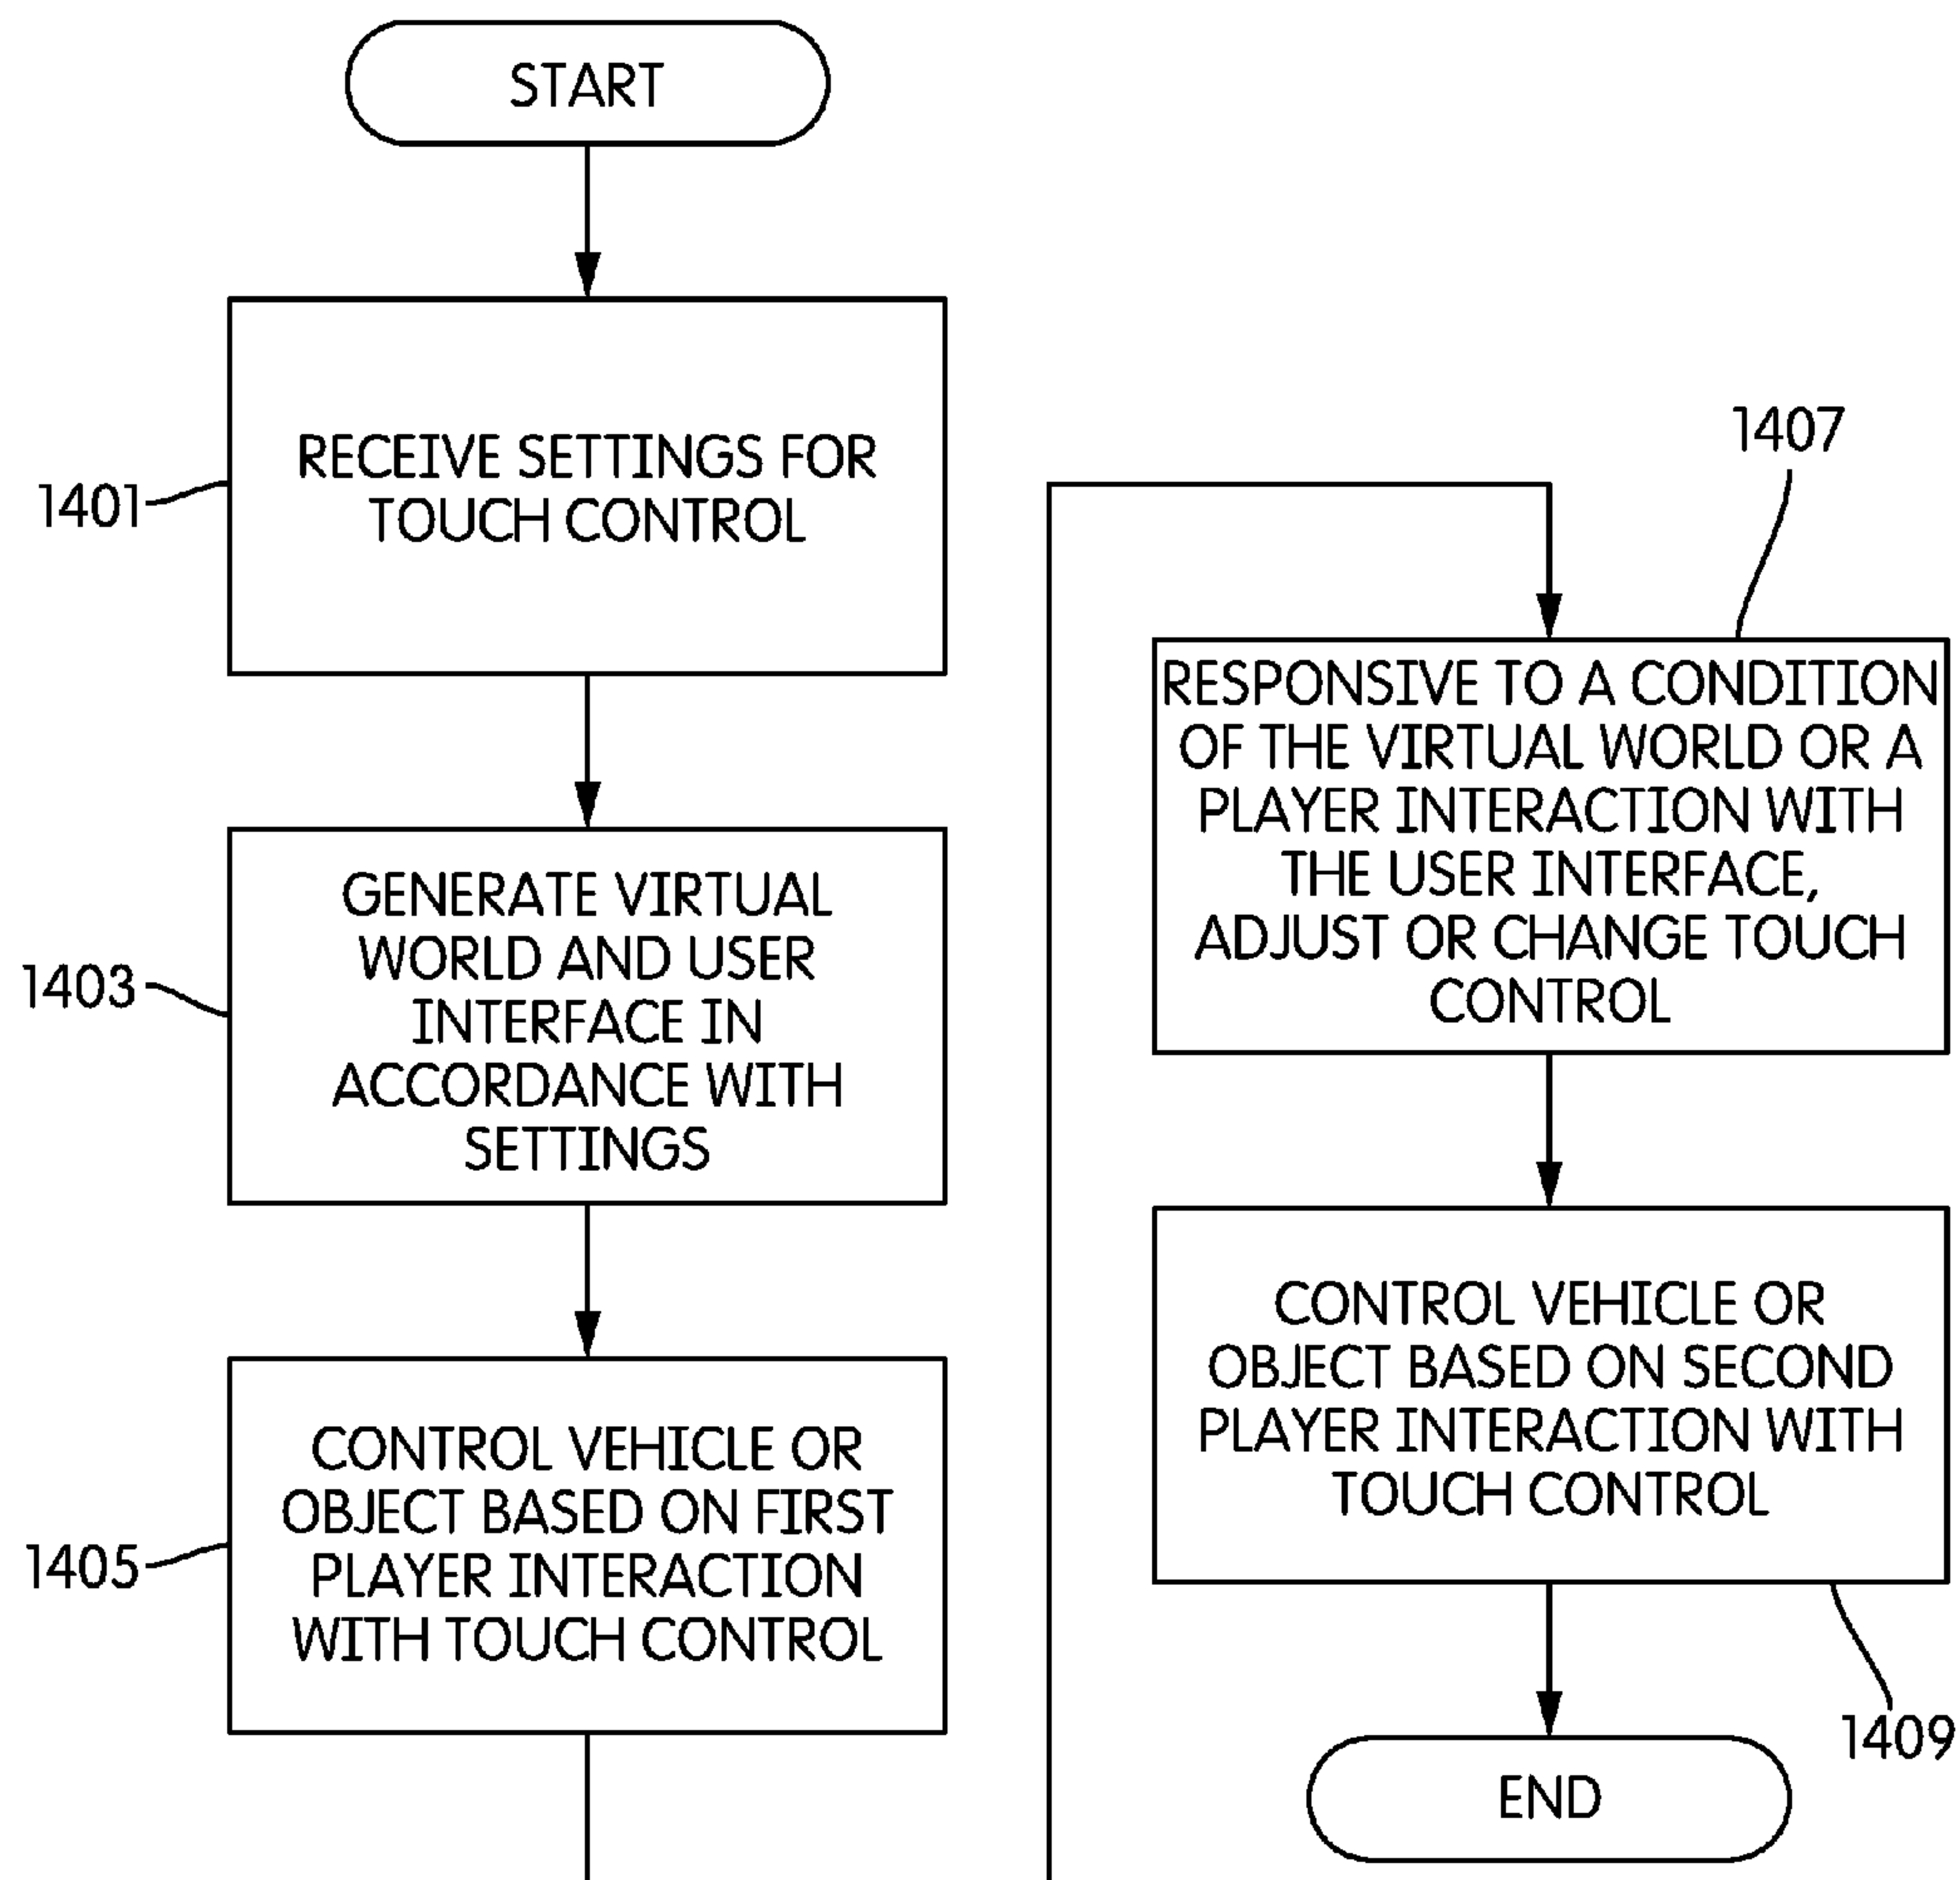 START
1401
RECEIVE SETTINGS FOR
TOUCH CONTROL
1403
GENERATE VIRTUAL
WORLD AND USER
INTERFACE IN
ACCORDANCE WITH
SETTINGS
1405
CONTROL VEHICLE OR
OBJECT BASED ON FIRST
PLAYER INTERACTION
WITH TOUCH CONTROL
1407
RESPONSIVE TO A CONDITION
OF THE VIRTUAL WORLD OR A
PLAYER INTERACTION WITH
THE USER INTERFACE,
ADJUST OR CHANGE TOUCH
CONTROL
CONTROL VEHICLE OR
OBJECT BASED ON SECOND
PLAYER INTERACTION WITH
TOUCH CONTROL
1409
END